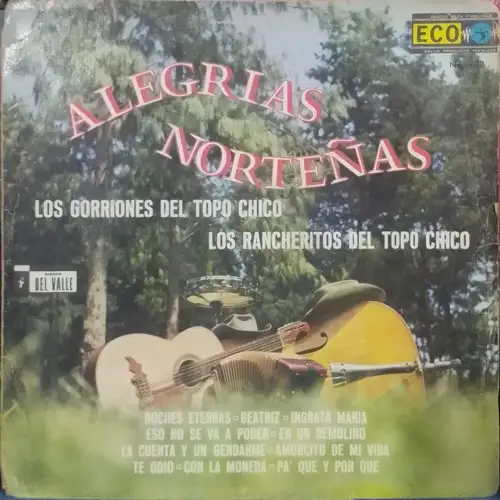 ECO
ALEGRIAS
NORTEÑAS
LOS GORRIONES DEL TOPO CHICO
LOS RANCHERITOS DEL TOPO CHICO
DISCOS
DEL VALLE
NOCHES ETERNAS - BEATRIZ - INGRATA MARIA
ESO NO SE VA A PODER - EN UN REMOLINO
LA CUENTA Y UN GENDARME - AMORCITO DE MI VIDA
TE ODIO - CON LA MONEDA - PA' QUE Y POR QUE